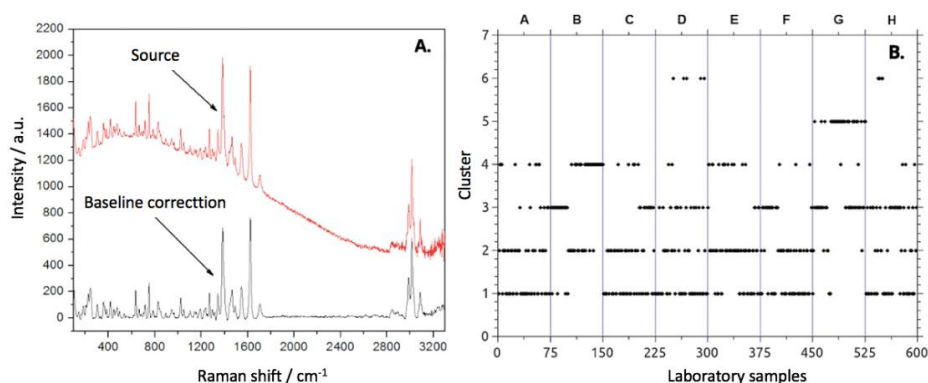 A.
Source
Baseline correcttion
Intensity / a.u.
2200
2000
1800
1600
1400
1200
1000
800
600
400
200
0
400 800 1200 1600 2000 2400 2800 3200
Raman shift / cm-1
A B C D E F G H
B.
Cluster
7
6
5
4
3
2
1
0
0 75 150 225 300 375 450 525 600
Laboratory samples